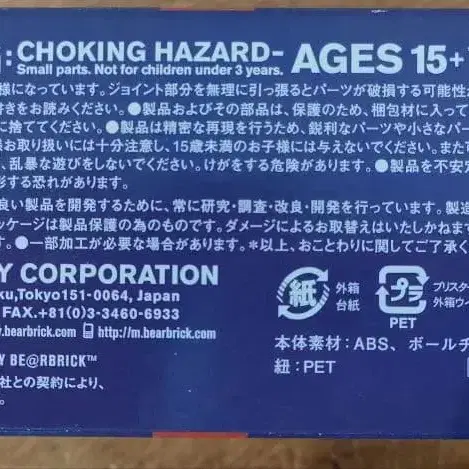 : CHOKING HAZARD- AGES 15+
Small parts. Not for children under 3 years.
様になっています。ジョイント部分を無理に引っ張るとパーツが破損する可能性が
書きをお読みください。●製品およびその部品は、保護のため、梱包材に入って
に捨ててください。●製品は精密な再現を行うため、鋭利なパーツや小さなパー
お取り扱いには十分注意し、15歳未満のお子様には与えないでください。また
え、乱暴な遊びをしないでください。けがをする危険があります。●製品を不安定
形する恐れがあります。
良い製品を開発するために、常に研究・調査・改良・開発を行っています。製造
ッケージは製品保護の為のものです。ダメージによるお取替えはいたしかねま
す。●一部加工が必要な場合があります。*以上、おことわりに関してご了承く
Y CORPORATION
ku,Tokyo151-0064, Japan
FAX.+81(0)3-3460-6933
w.bearbrick http://m.bearbrick.
Y BE@RBRICK™
社との契約により、
紙
外箱
台紙
プラ
PET
ブリスタ
外箱ウィ
本体素材：ABS、ボールチ
紐：PET